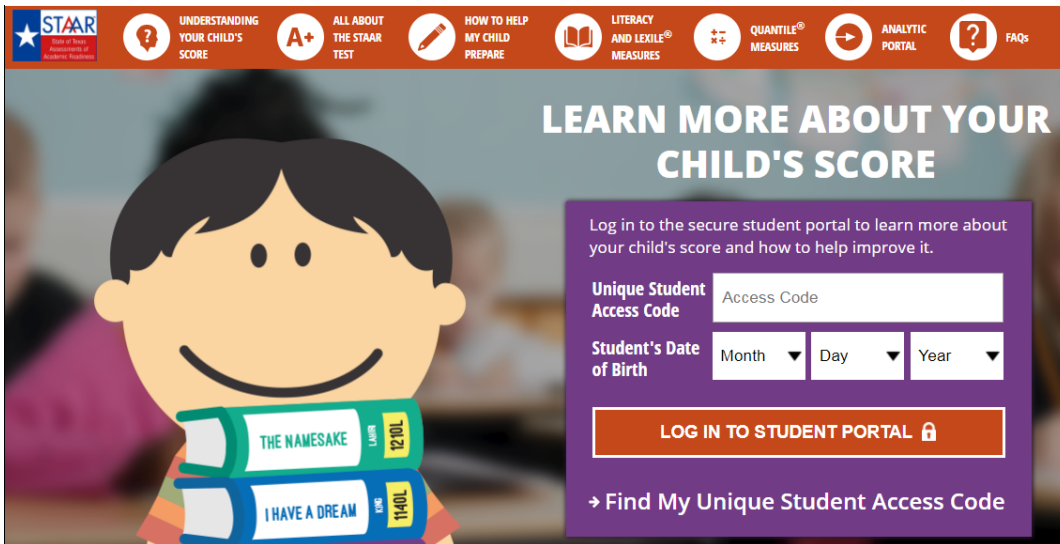 STAAR
State of Texas
Assessments of
Academic Readiness
UNDERSTANDING
YOUR CHILD'S
SCORE
A+
ALL ABOUT
THE STAAR
TEST
HOW TO HELP
MY CHILD
PREPARE
LITERACY
AND LEXILE®
MEASURES
QUANTILE®
MEASURES
ANALYTIC
PORTAL
FAQs
LEARN MORE ABOUT YOUR
CHILD'S SCORE
Log in to the secure student portal to learn more about
your child's score and how to help improve it.
Unique Student
Access Code
Access Code
Student's Date
of Birth
Month
Day
Year
LOG IN TO STUDENT PORTAL
Find My Unique Student Access Code
THE NAMESAKE
LAHIRI
1210L
I HAVE A DREAM
KING
1140L